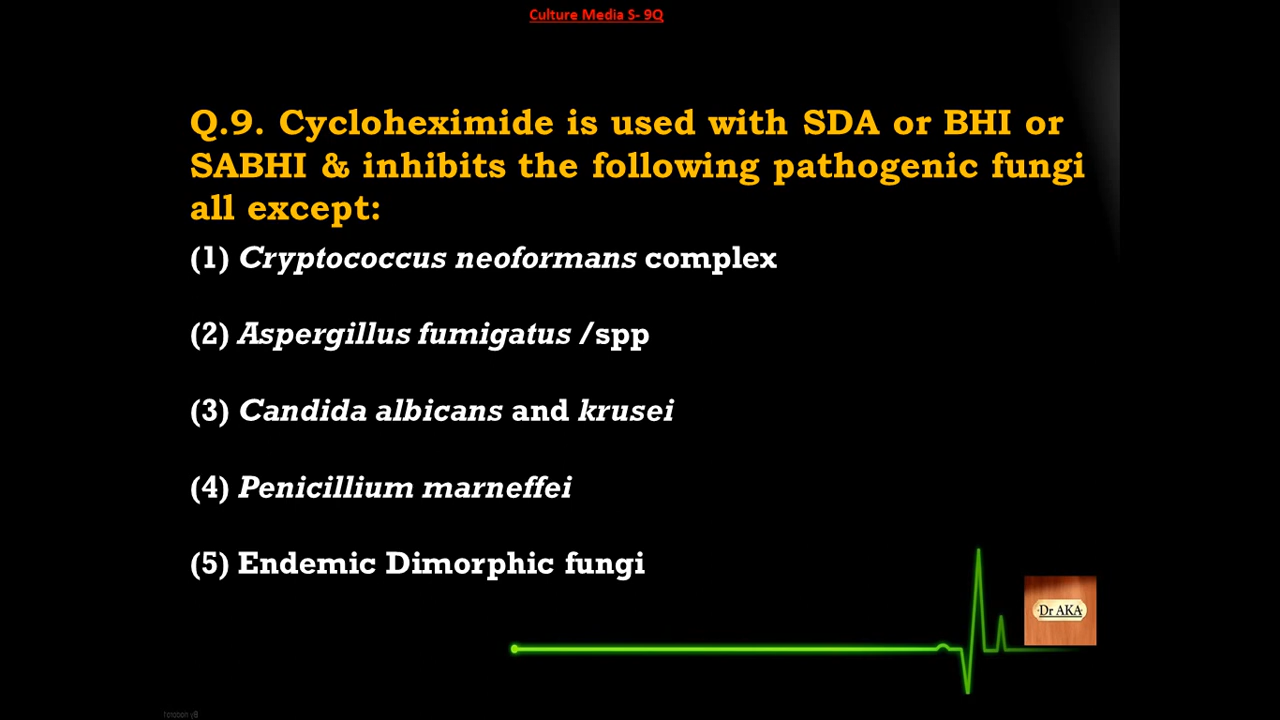 Culture Media S- 9Q
Q.9. Cycloheximide is used with SDA or BHI or
SABHI & inhibits the following pathogenic fungi
all except:
(1) Cryptococcus neoformans complex
(2) Aspergillus fumigatus /spp
(3) Candida albicans and krusei
(4) Penicillium marneffei
(5) Endemic Dimorphic fungi
Dr AKA